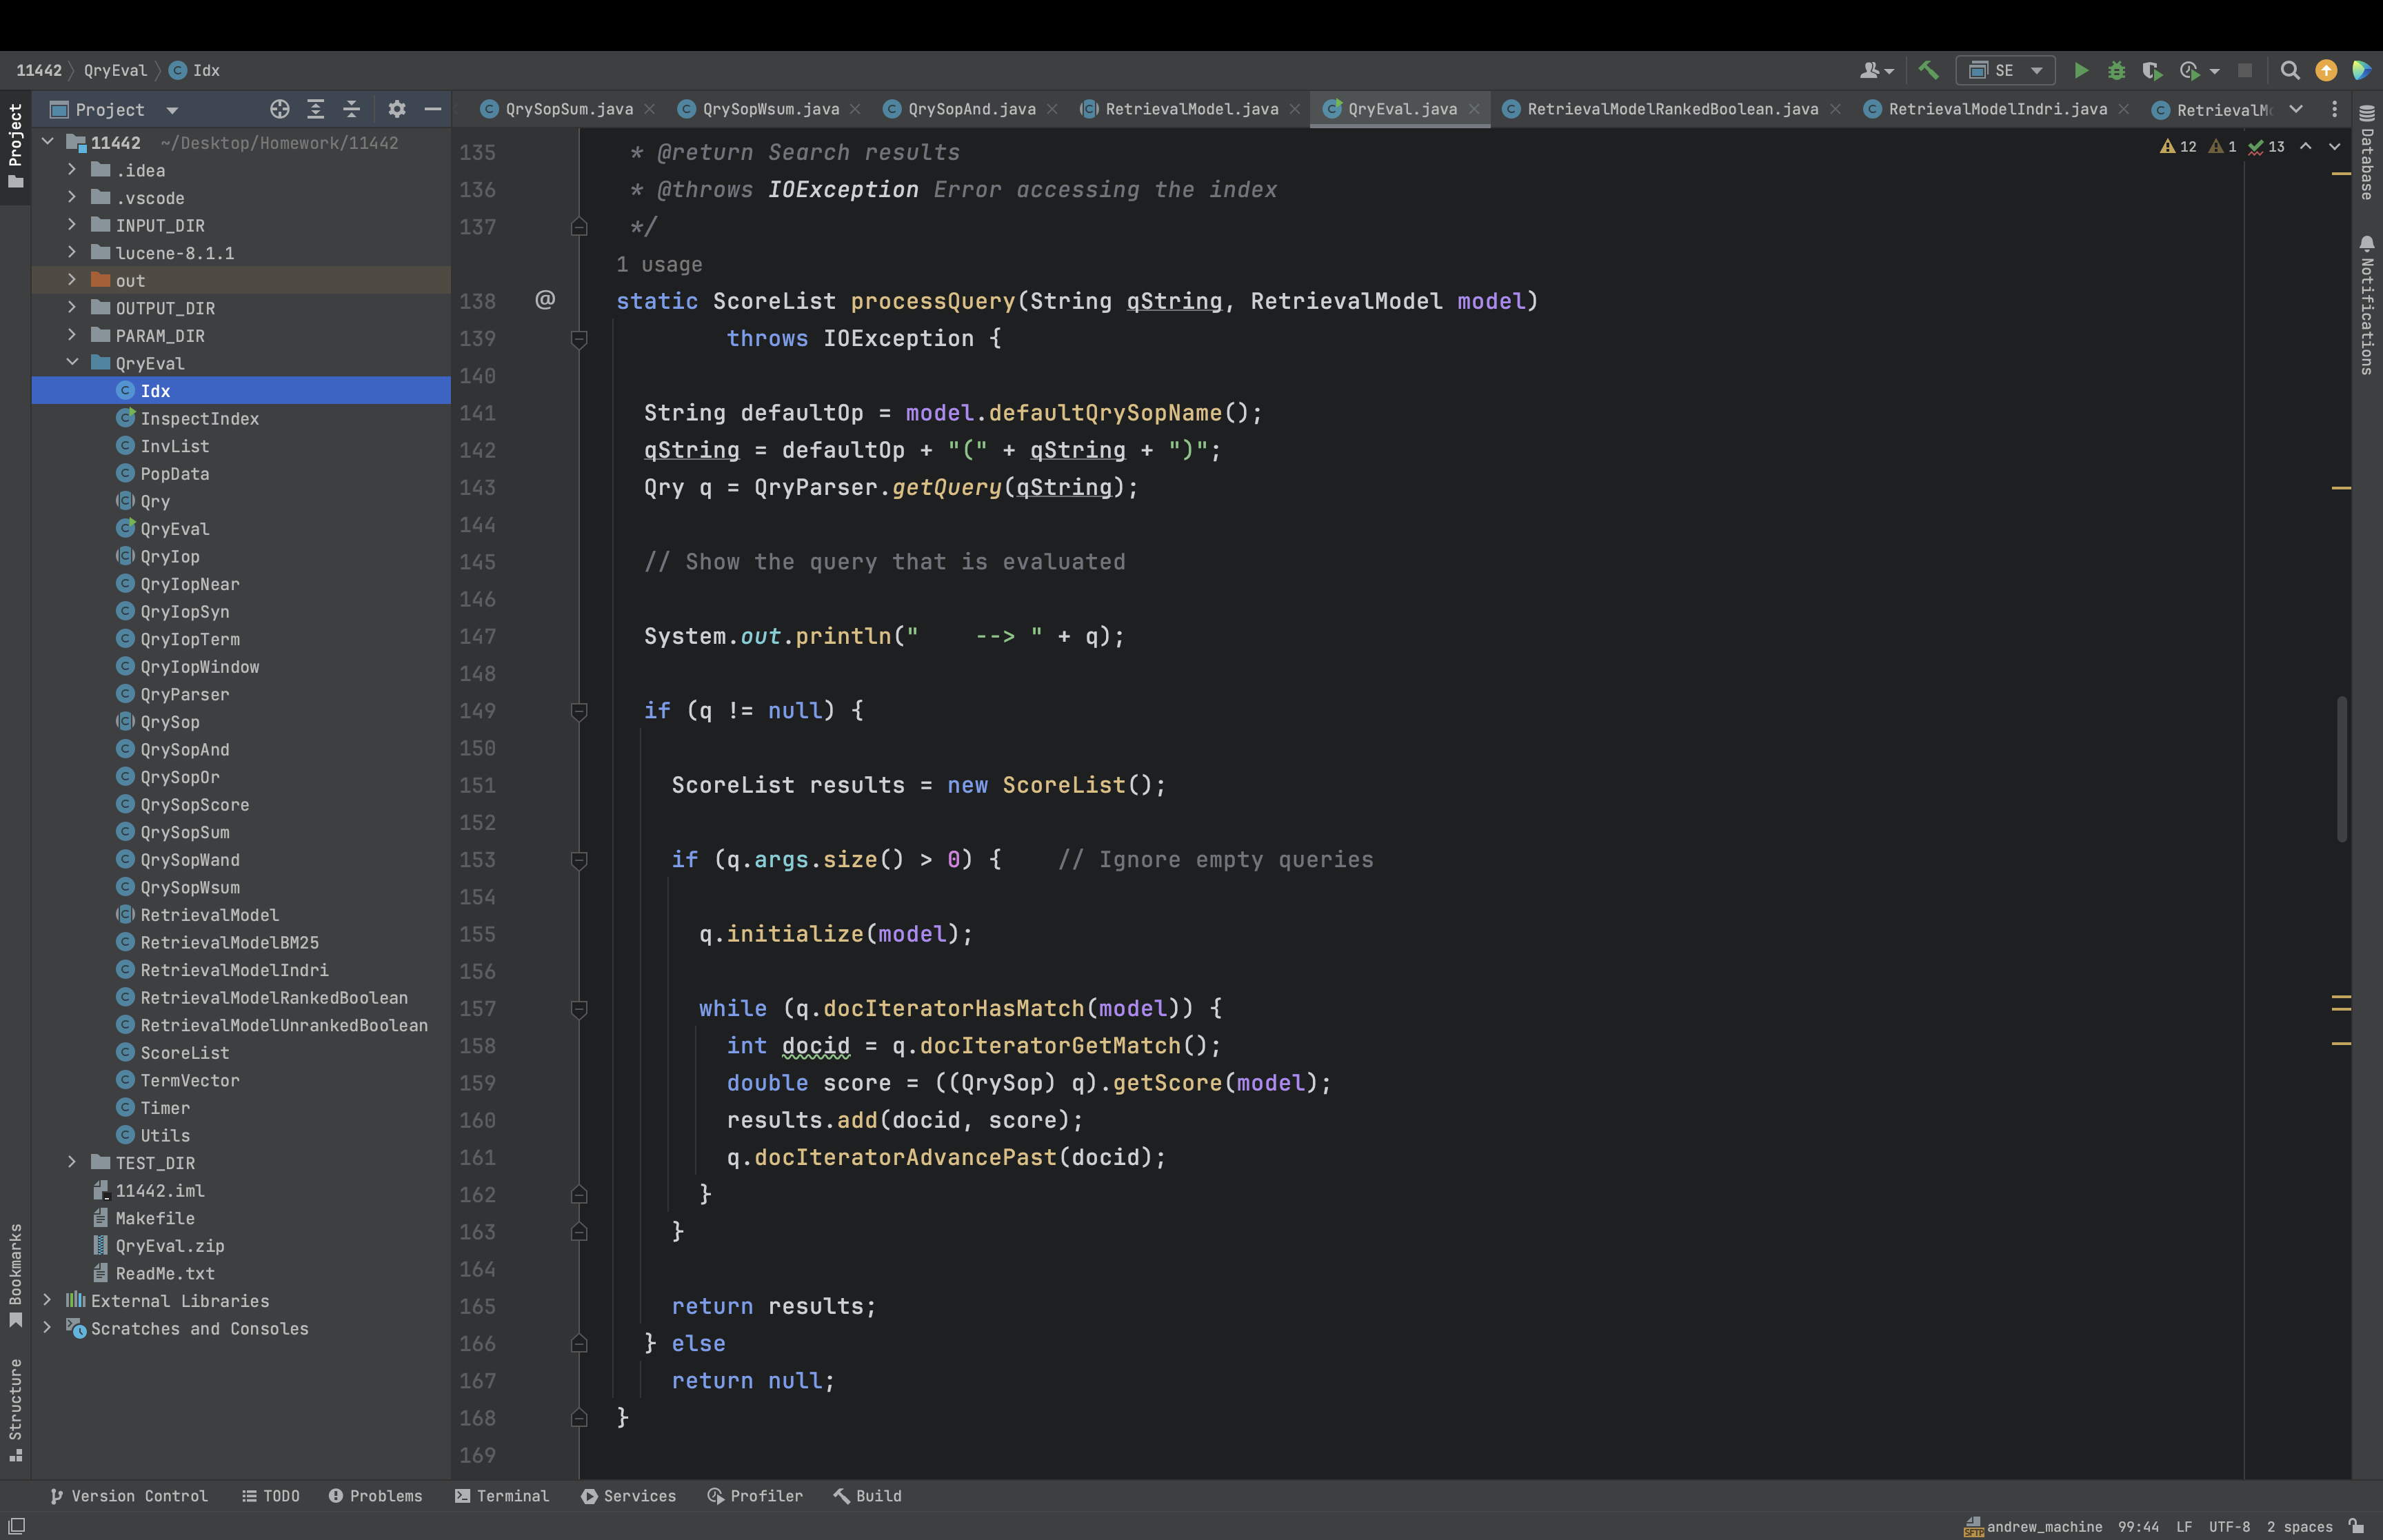 11442 QryEval Idx
SE
Project
QrySopSum.java QrySopWsum.java QrySopAnd.java RetrievalModel.java QryEval.java RetrievalModelRankedBoolean.java RetrievalModelIndri.java
Project
Bookmarks
Structure
11442 ~/Desktop/Homework/11442
.idea
.vscode
INPUT_DIR
lucene-8.1.1
out
OUTPUT_DIR
PARAM_DIR
QryEval
Idx
InspectIndex
InvList
PopData
Qry
QryEval
QryIop
QryIopNear
QryIopSyn
QryIopTerm
QryIopWindow
QryParser
QrySop
QrySopAnd
QrySopOr
QrySopScore
QrySopSum
QrySopWand
QrySopWsum
RetrievalModel
RetrievalModelBM25
RetrievalModelIndri
RetrievalModelRankedBoolean
RetrievalModelUnrankedBoolean
ScoreList
TermVector
Timer
Utils
TEST_DIR
11442.iml
Makefile
QryEval.zip
ReadMe.txt
External Libraries
Scratches and Consoles
12 1 13
135 * @return Search results
136 * @throws IOException Error accessing the index
137 */
1 usage
138 @ static ScoreList processQuery(String qString, RetrievalModel model)
139 throws IOException {
140
141 String defaultOp = model.defaultQrySopName();
142 qString = defaultOp + "(" + qString + ")";
143 Qry q = QryParser.getQuery(qString);
144
145 // Show the query that is evaluated
146
147 System.out.println("    --> " + q);
148
149 if (q != null) {
150
151 ScoreList results = new ScoreList();
152
153 if (q.args.size() > 0) {    // Ignore empty queries
154
155 q.initialize(model);
156
157 while (q.docIteratorHasMatch(model)) {
158 int docid = q.docIteratorGetMatch();
159 double score = ((QrySop) q).getScore(model);
160 results.add(docid, score);
161 q.docIteratorAdvancePast(docid);
162 }
163 }
164
165 return results;
166 } else
167 return null;
168 }
169
Database
Notifications
Version Control TODO Problems Terminal Services Profiler Build
SFTP andrew_machine 99:44 LF UTF-8 2 spaces